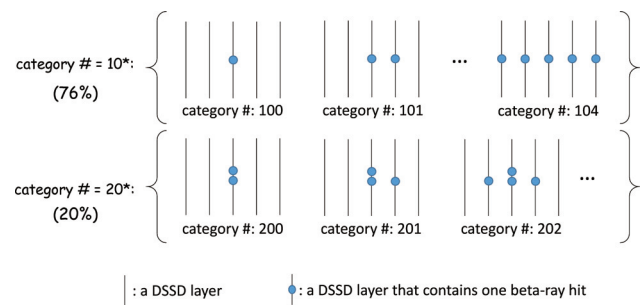 category # = 10*:
(76%)
category #: 100
category #: 101
...
category #: 104
category # = 20*:
(20%)
category #: 200
category #: 201
category #: 202
...
: a DSSD layer
: a DSSD layer that contains one beta-ray hit